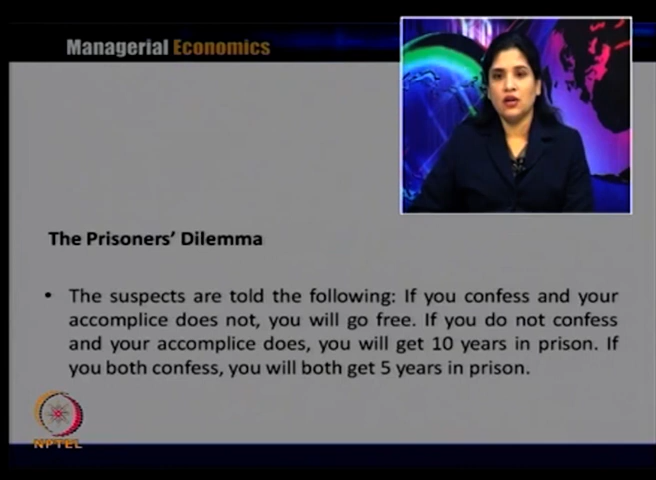 Managerial Economics
The Prisoners' Dilemma
• The suspects are told the following: If you confess and your
accomplice does not, you will go free. If you do not confess
and your accomplice does, you will get 10 years in prison. If
you both confess, you will both get 5 years in prison.
NPTEL